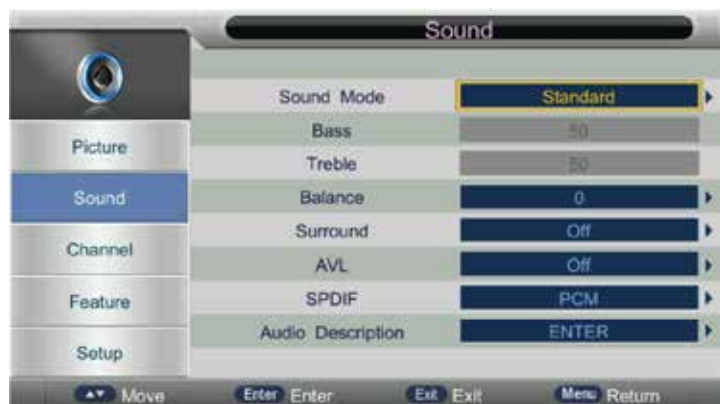 Sound
Picture
Sound
Channel
Feature
Setup
Sound Mode Standard
Bass 50
Treble 50
Balance 0
Surround Off
AVL Off
SPDIF PCM
Audio Description ENTER
Move Enter Enter Exit Exit Menu Return